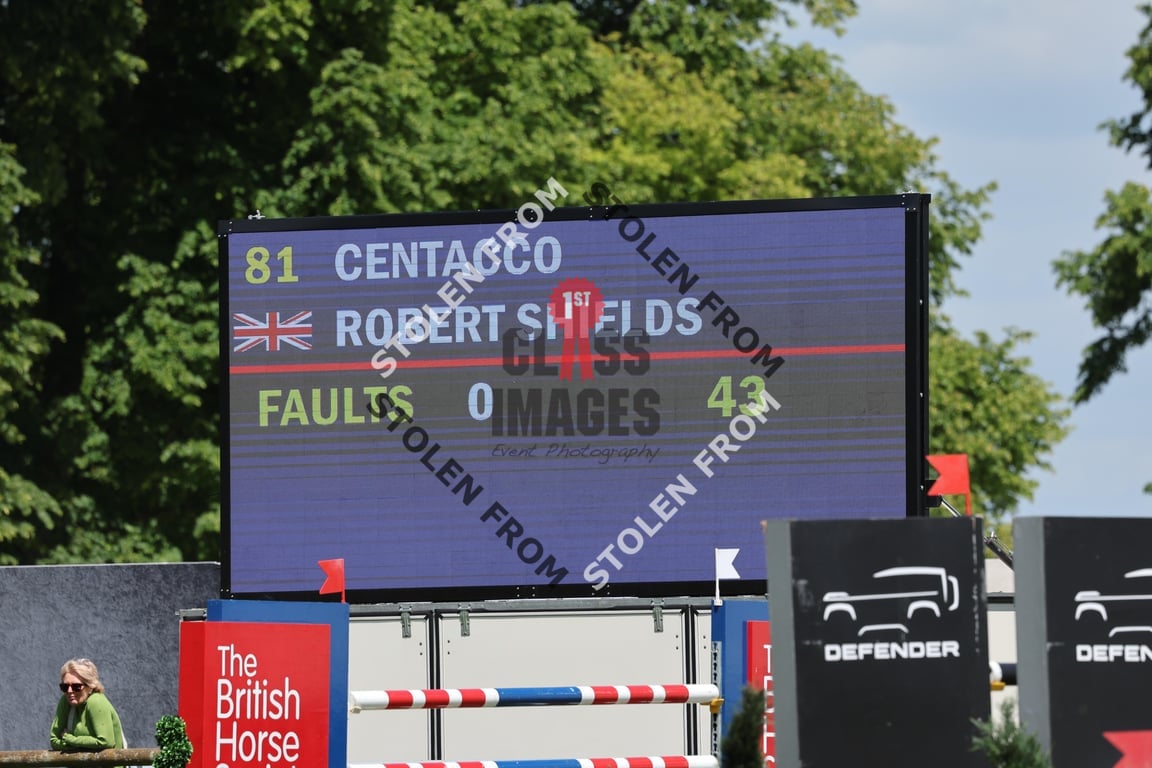 81 CENTACCO
ROBERT SHIELDS
FAULTS 0 43
STOLEN FROM
STOLEN FROM
STOLEN FROM
STOLEN FROM
1ST
CLASS
IMAGES
Event Photography
DEFENDER
DEFEN
The
British
Horse